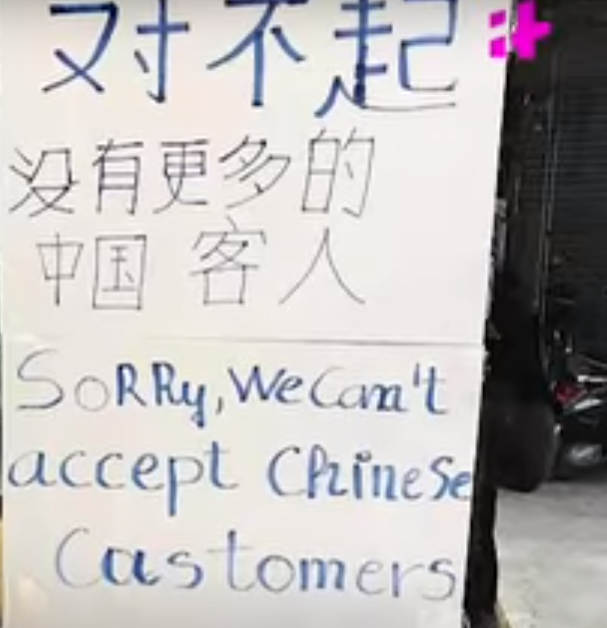 对不起
没有更多的
中国 客人
SoRRy, We Can't
accept Chinese
Customers